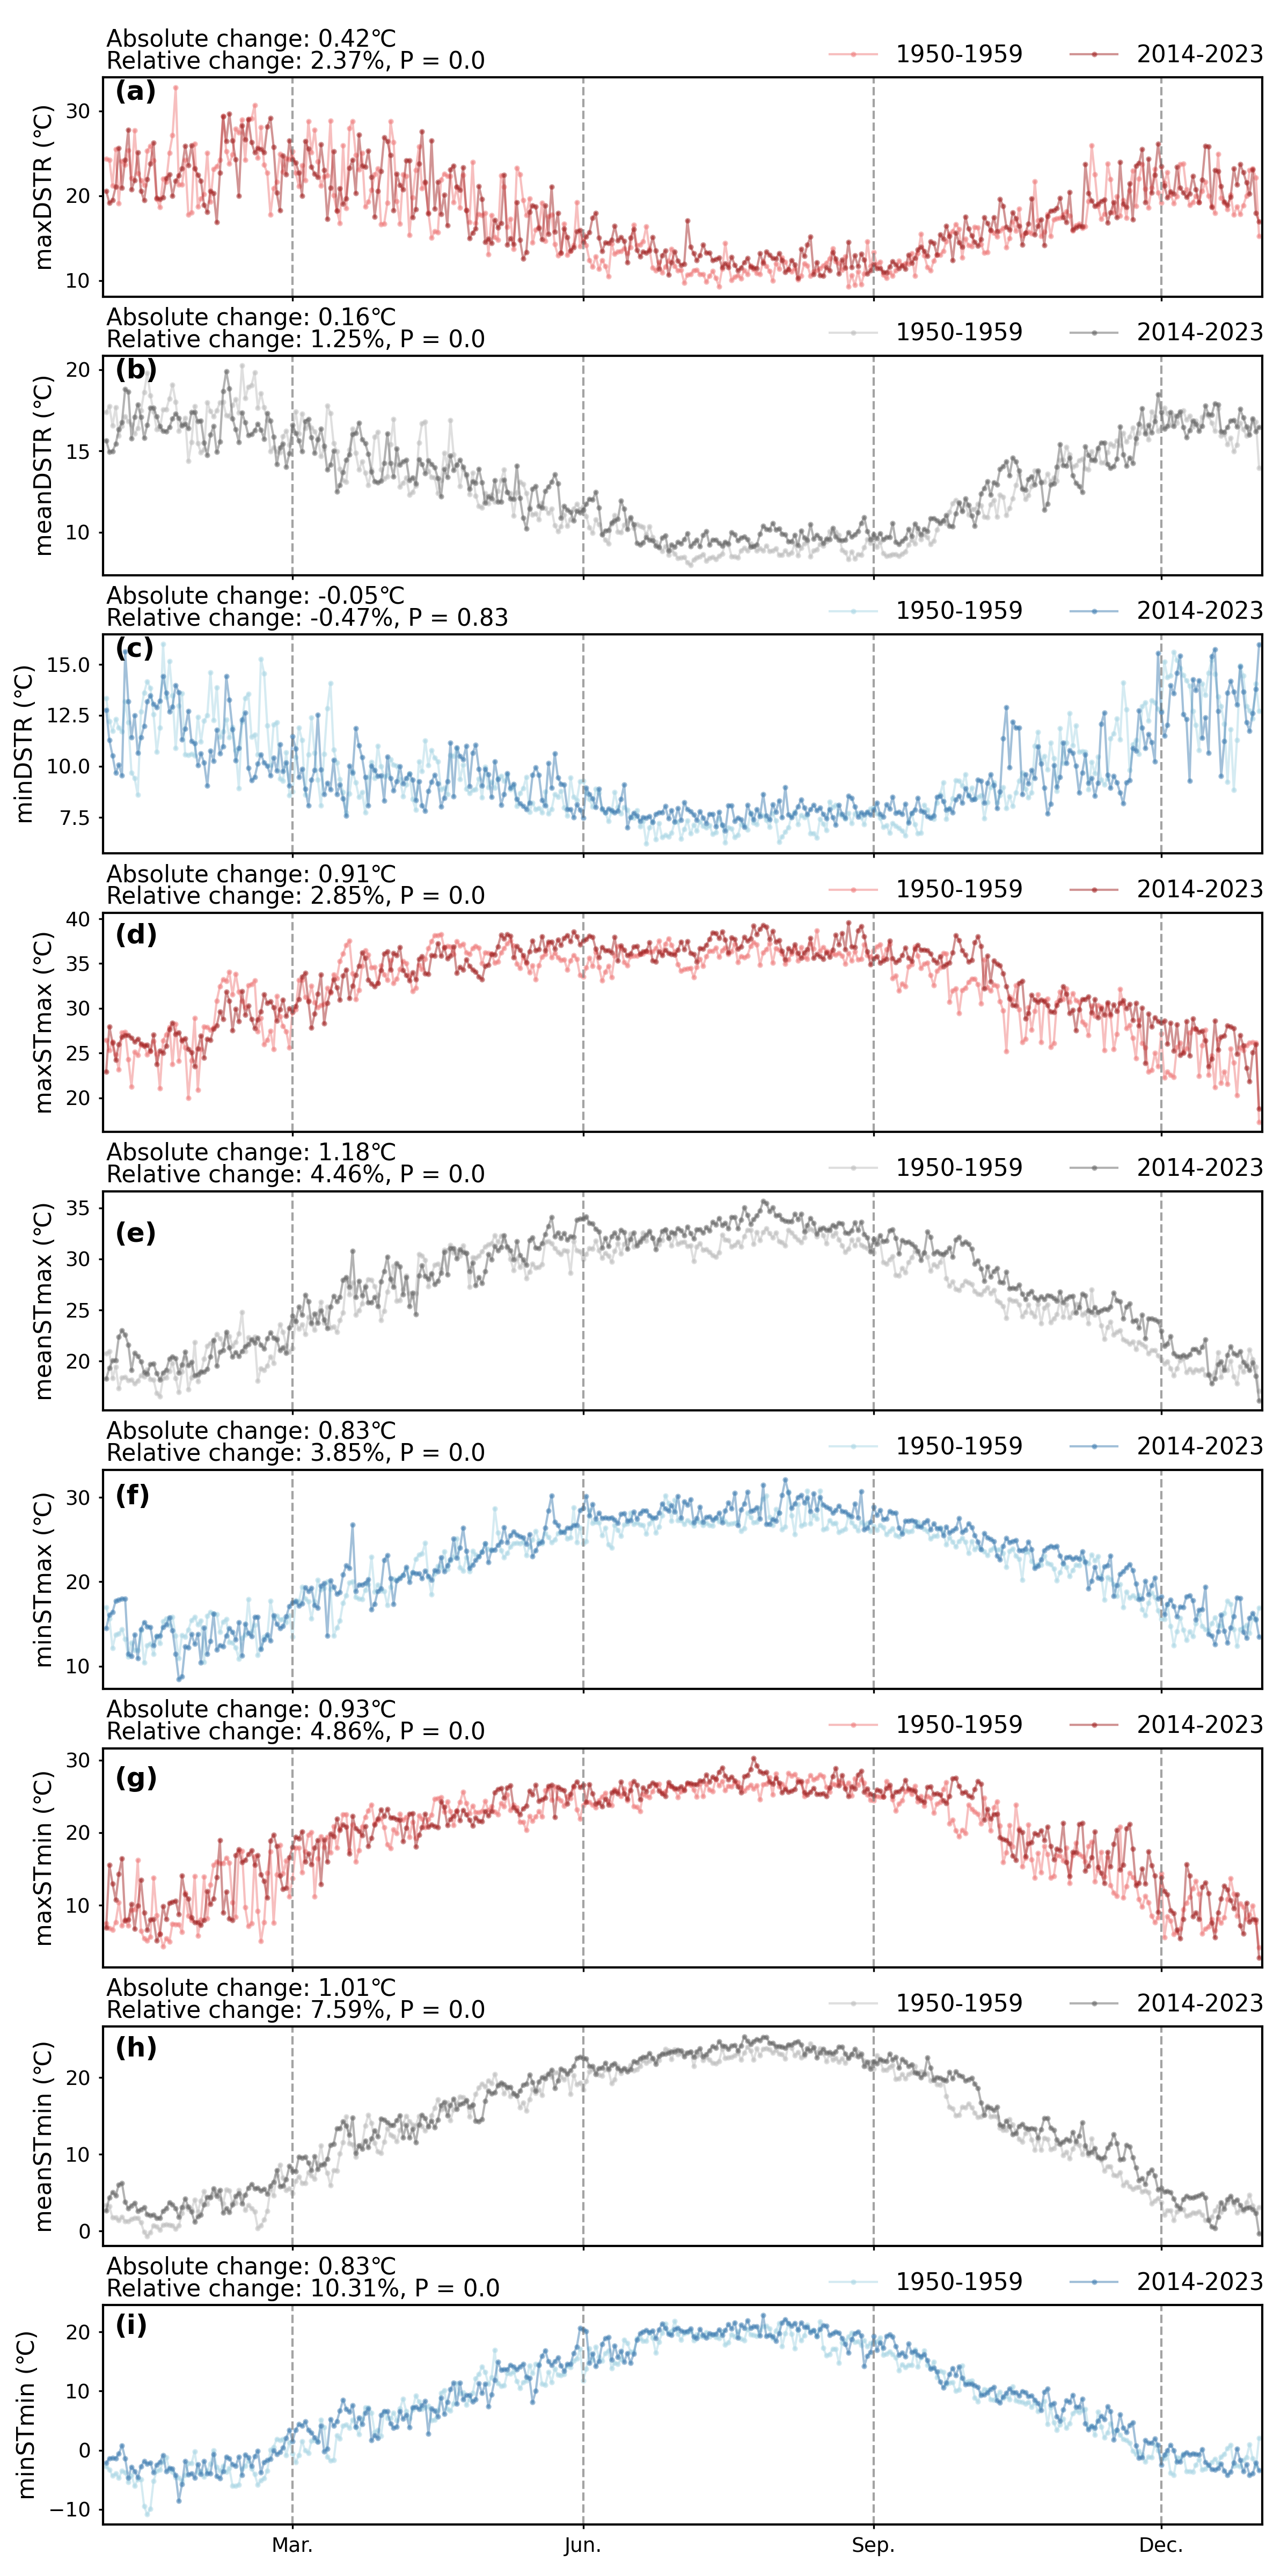 Absolute change: 0.42℃
Relative change: 2.37%, P = 0.0
1950-1959 2014-2023
(a)
maxDSTR (℃)
30
20
10
Absolute change: 0.16℃
Relative change: 1.25%, P = 0.0
1950-1959 2014-2023
(b)
meanDSTR (℃)
20
15
10
Absolute change: -0.05℃
Relative change: -0.47%, P = 0.83
1950-1959 2014-2023
(c)
minDSTR (℃)
15.0
12.5
10.0
7.5
Absolute change: 0.91℃
Relative change: 2.85%, P = 0.0
1950-1959 2014-2023
(d)
maxSTmax (℃)
40
35
30
25
20
Absolute change: 1.18℃
Relative change: 4.46%, P = 0.0
1950-1959 2014-2023
(e)
meanSTmax (℃)
35
30
25
20
Absolute change: 0.83℃
Relative change: 3.85%, P = 0.0
1950-1959 2014-2023
(f)
minSTmax (℃)
30
20
10
Absolute change: 0.93℃
Relative change: 4.86%, P = 0.0
1950-1959 2014-2023
(g)
maxSTmin (℃)
30
20
10
Absolute change: 1.01℃
Relative change: 7.59%, P = 0.0
1950-1959 2014-2023
(h)
meanSTmin (℃)
20
10
0
Absolute change: 0.83℃
Relative change: 10.31%, P = 0.0
1950-1959 2014-2023
(i)
minSTmin (℃)
20
10
0
−10
Mar. Jun. Sep. Dec.